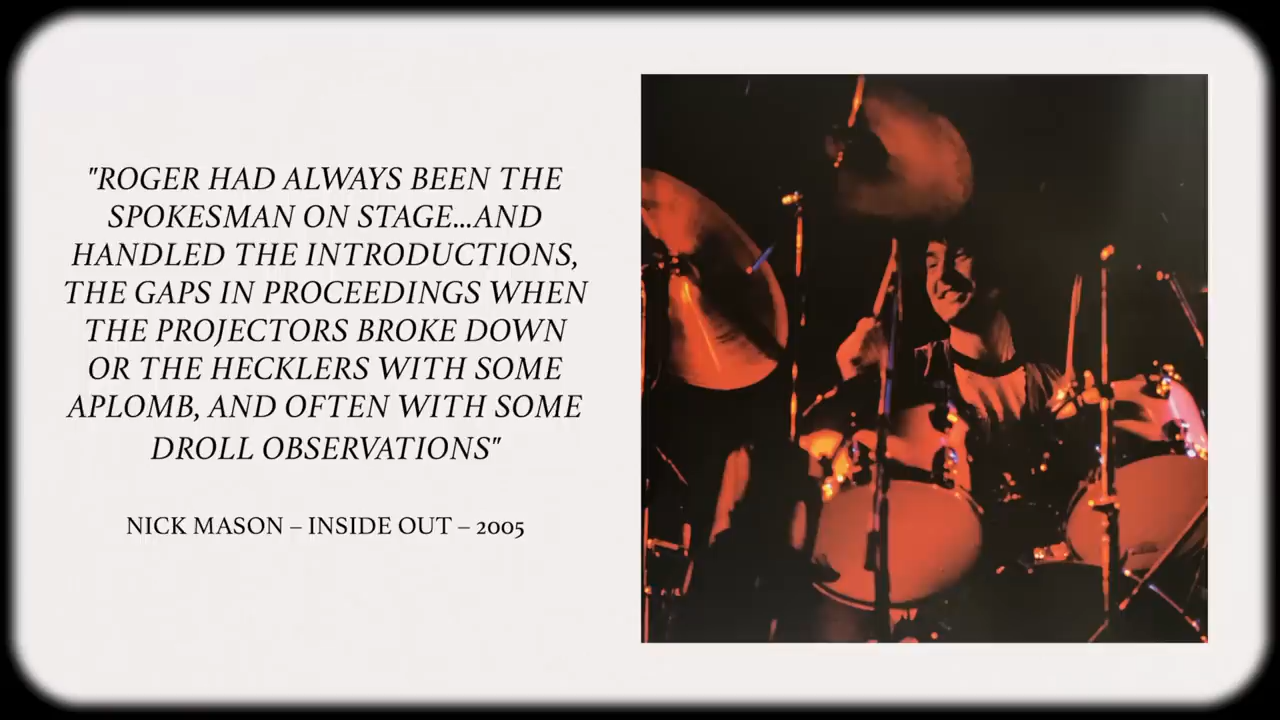 "ROGER HAD ALWAYS BEEN THE
SPOKESMAN ON STAGE...AND
HANDLED THE INTRODUCTIONS,
THE GAPS IN PROCEEDINGS WHEN
THE PROJECTORS BROKE DOWN
OR THE HECKLERS WITH SOME
APLOMB, AND OFTEN WITH SOME
DROLL OBSERVATIONS"
NICK MASON – INSIDE OUT – 2005